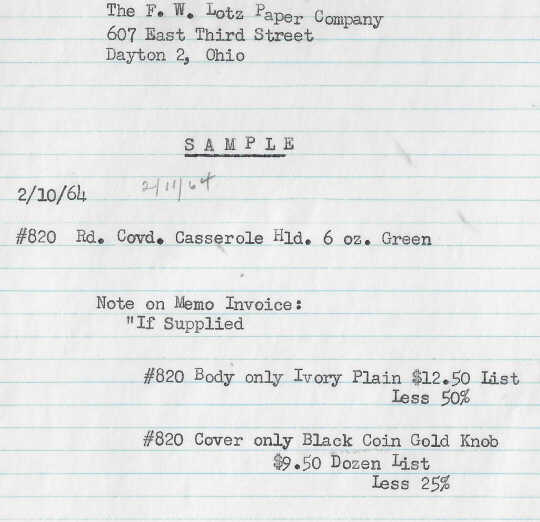 The F. W. Lotz Paper Company
607 East Third Street
Dayton 2, Ohio
SAMPLE
2/10/64 2/11/64
#820 Rd. Covd. Casserole Hld. 6 oz. Green
Note on Memo Invoice:
"If Supplied
#820 Body only Ivory Plain $12.50 List
Less 50%
#820 Cover only Black Coin Gold Knob
$9.50 Dozen List
Less 25%